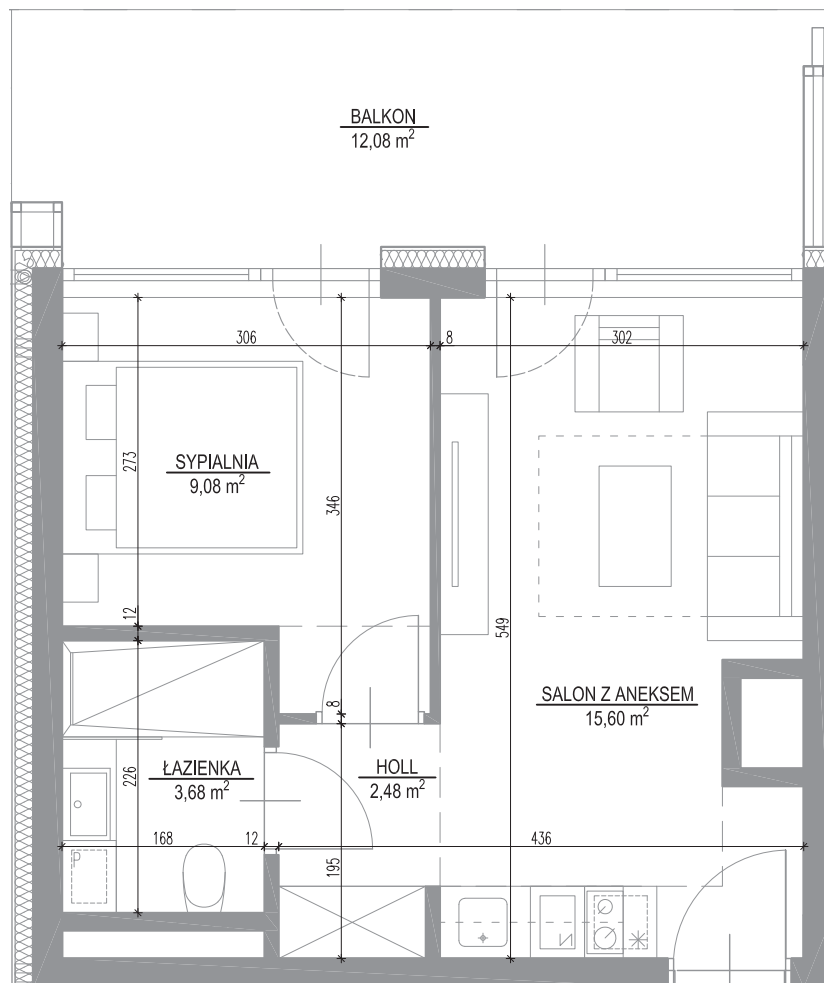 BALKON
12,08 m²
306
8
302
273
SYPIALNIA
9,08 m²
346
12
549
8
SALON Z ANEKSEM
15,60 m²
ŁAZIENKA
3,68 m²
HOLL
2,48 m²
226
168
12
436
195
P